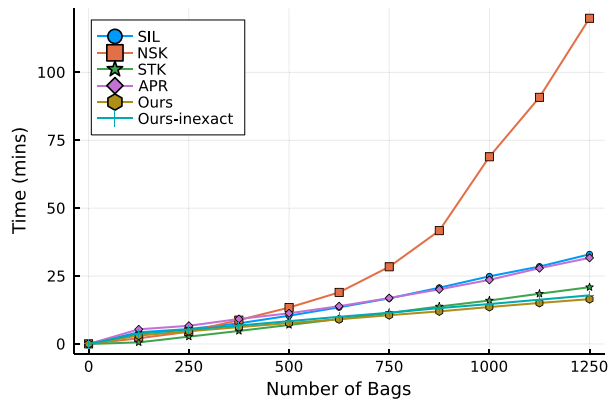 SIL
NSK
STK
APR
Ours
Ours-inexact
Time (mins)
100
75
50
25
0
0 250 500 750 1000 1250
Number of Bags